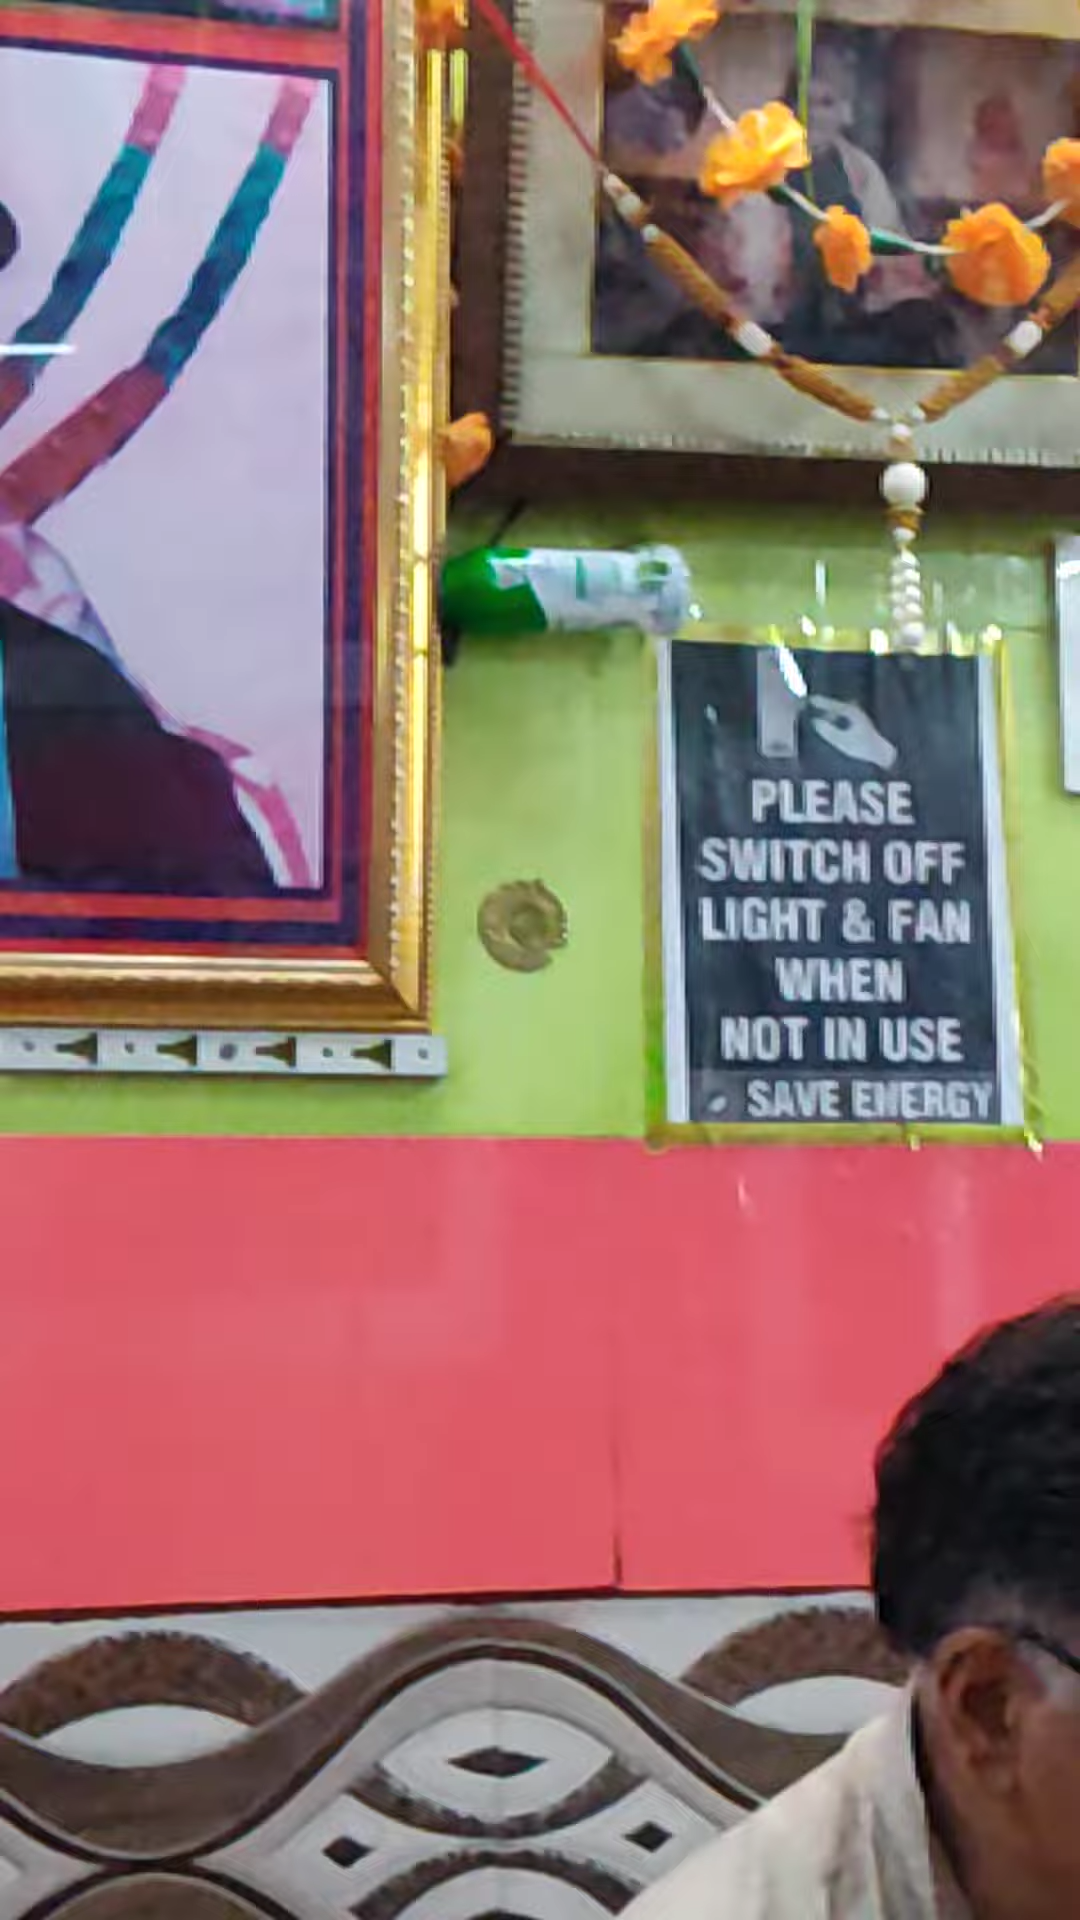 PLEASE
SWITCH OFF
LIGHT & FAN
WHEN
NOT IN USE
SAVE ENERGY